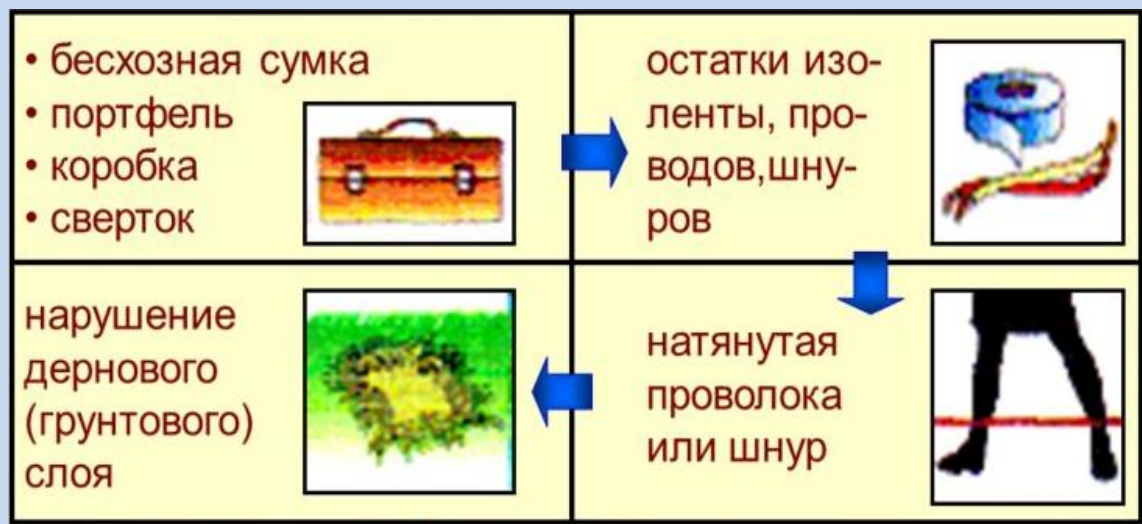 • бесхозная сумка
• портфель
• коробка
• сверток
остатки изо-
ленты, про-
водов,шну-
ров
натянутая
проволока
или шнур
нарушение
дернового
(грунтового)
слоя